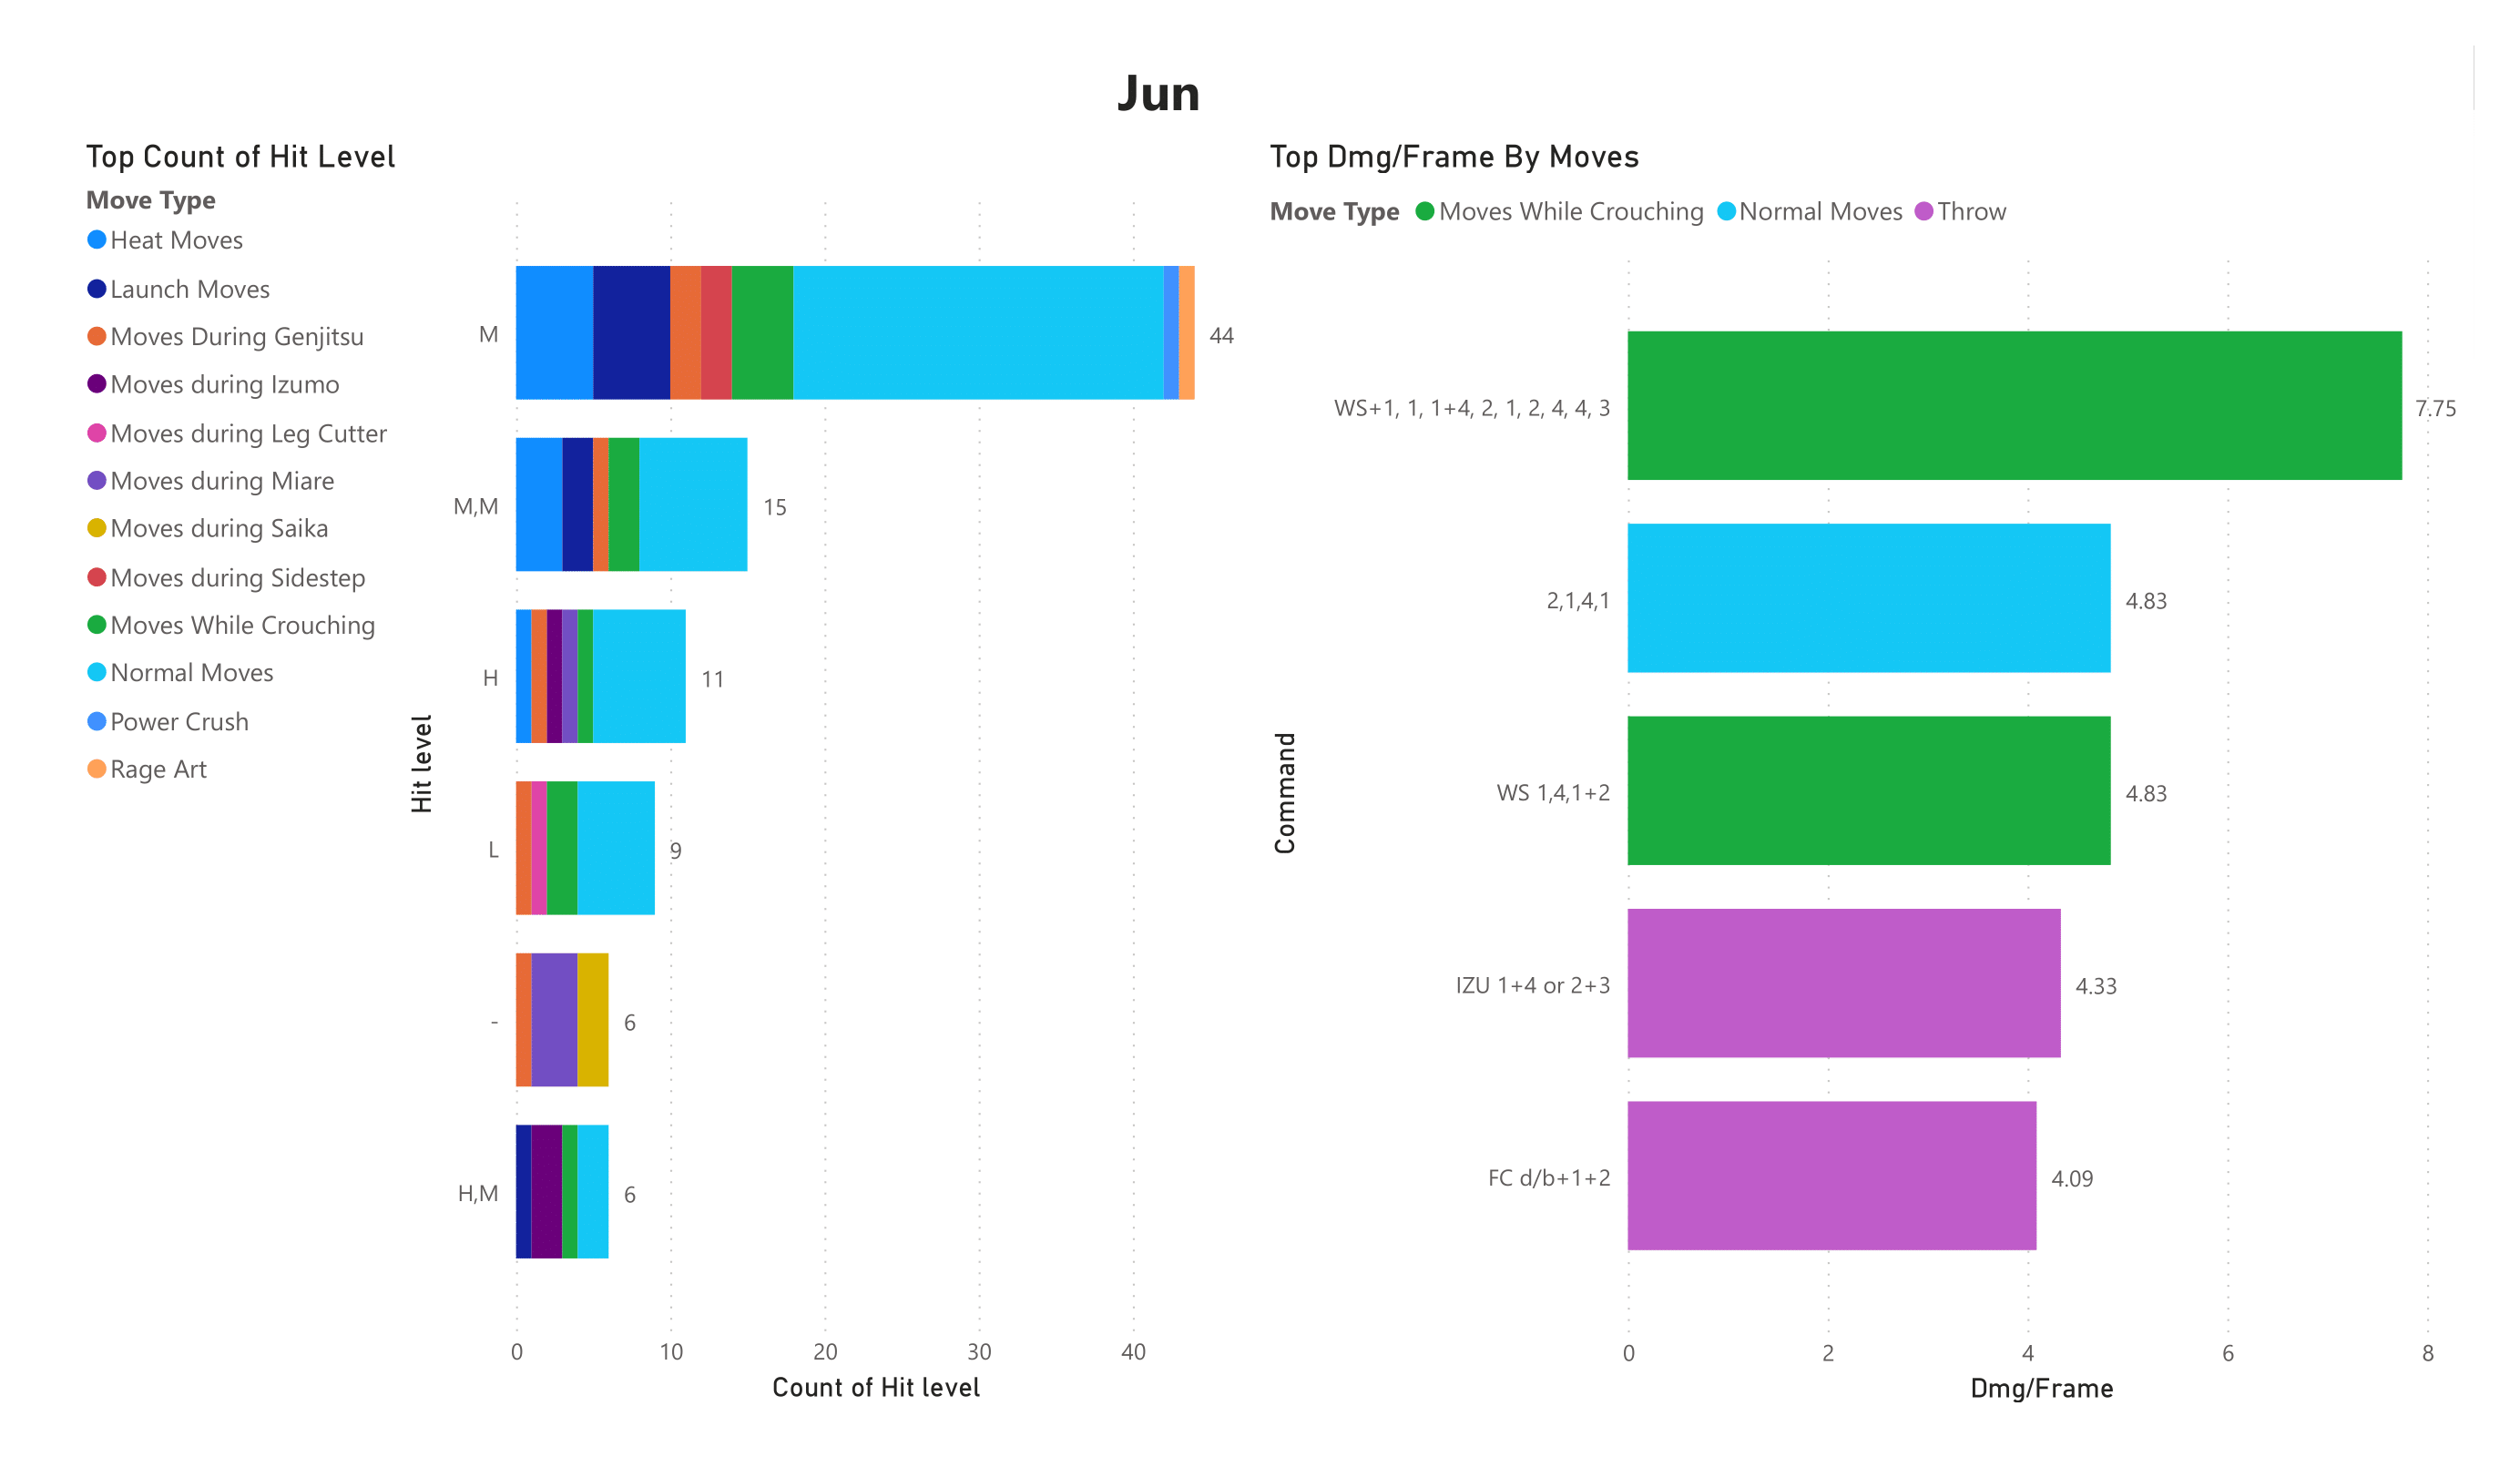 Jun
Top Count of Hit Level
Move Type
Heat Moves
Launch Moves
Moves During Genjitsu
Moves during Izumo
Moves during Leg Cutter
Moves during Miare
Moves during Saika
Moves during Sidestep
Moves While Crouching
Normal Moves
Power Crush
Rage Art
Hit level
M 44
M,M 15
H 11
L 9
- 6
H,M 6
0 10 20 30 40
Count of Hit level
Top Dmg/Frame By Moves
Move Type Moves While Crouching Normal Moves Throw
Command
WS+1, 1, 1+4, 2, 1, 2, 4, 4, 3 7.75
2,1,4,1 4.83
WS 1,4,1+2 4.83
IZU 1+4 or 2+3 4.33
FC d/b+1+2 4.09
0 2 4 6 8
Dmg/Frame